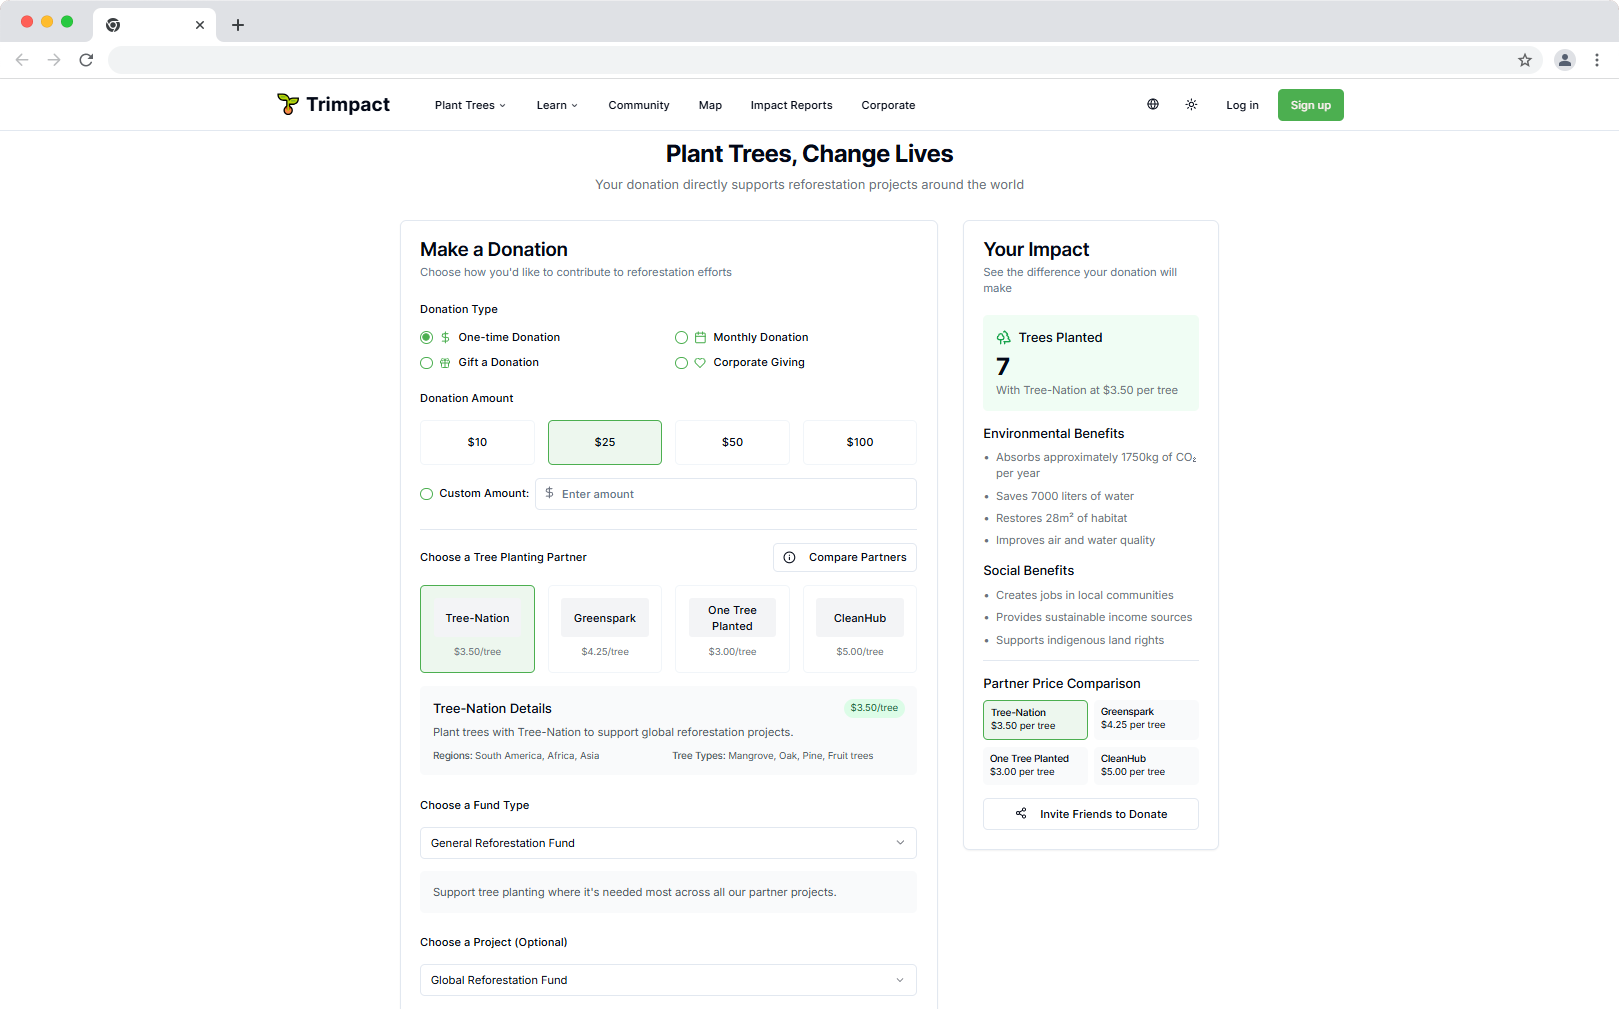 Trimpact
Plant Trees
Learn
Community
Map
Impact Reports
Corporate
Log in
Sign up
Plant Trees, Change Lives
Your donation directly supports reforestation projects around the world
Make a Donation
Choose how you'd like to contribute to reforestation efforts
Donation Type
One-time Donation
Monthly Donation
Gift a Donation
Corporate Giving
Donation Amount
$10
$25
$50
$100
Custom Amount:
$ Enter amount
Choose a Tree Planting Partner
Compare Partners
Tree-Nation
$3.50/tree
Greenspark
$4.25/tree
One Tree
Planted
$3.00/tree
CleanHub
$5.00/tree
Tree-Nation Details
$3.50/tree
Plant trees with Tree-Nation to support global reforestation projects.
Regions: South America, Africa, Asia
Tree Types: Mangrove, Oak, Pine, Fruit trees
Choose a Fund Type
General Reforestation Fund
Support tree planting where it's needed most across all our partner projects.
Choose a Project (Optional)
Global Reforestation Fund
Your Impact
See the difference your donation will
make
Trees Planted
7
With Tree-Nation at $3.50 per tree
Environmental Benefits
• Absorbs approximately 1750kg of CO₂
per year
• Saves 7000 liters of water
• Restores 28m² of habitat
• Improves air and water quality
Social Benefits
• Creates jobs in local communities
• Provides sustainable income sources
• Supports indigenous land rights
Partner Price Comparison
Tree-Nation
$3.50 per tree
Greenspark
$4.25 per tree
One Tree Planted
$3.00 per tree
CleanHub
$5.00 per tree
Invite Friends to Donate